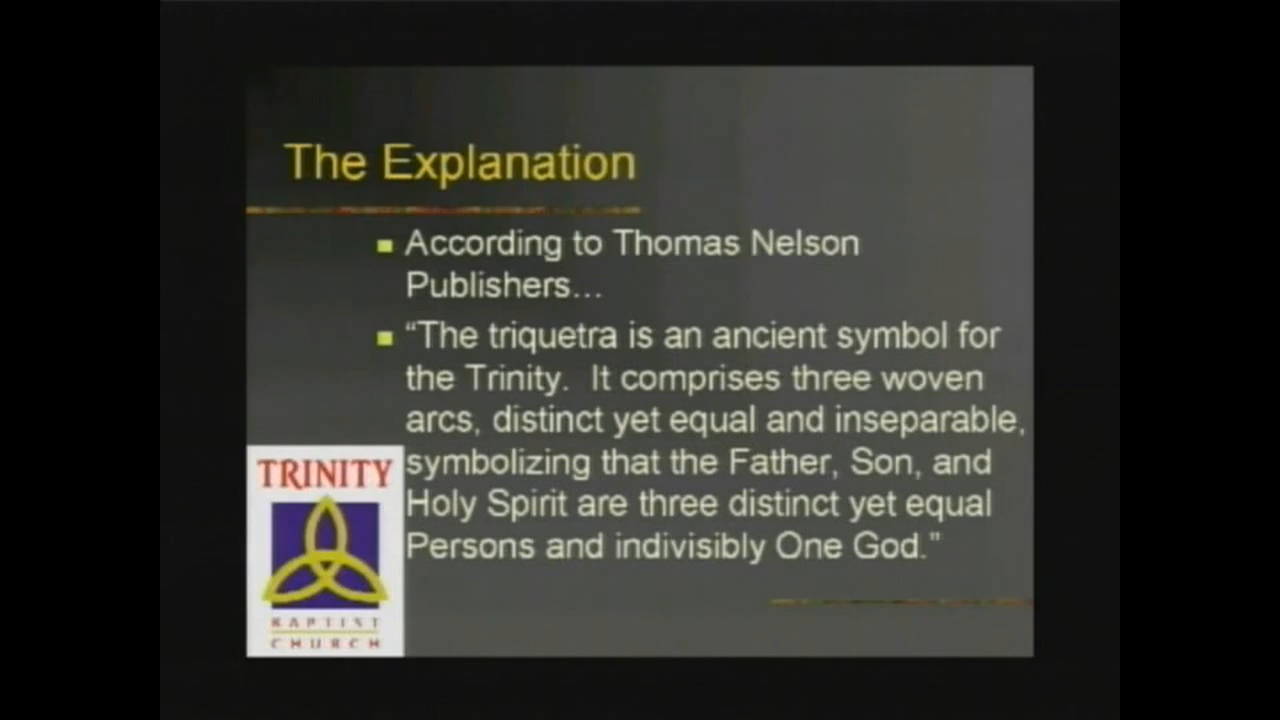 The Explanation
According to Thomas Nelson
Publishers...
“The triquetra is an ancient symbol for
the Trinity.  It comprises three woven
arcs, distinct yet equal and inseparable,
symbolizing that the Father, Son, and
Holy Spirit are three distinct yet equal
Persons and indivisibly One God.”
TRINITY
BAPTIST
CHURCH